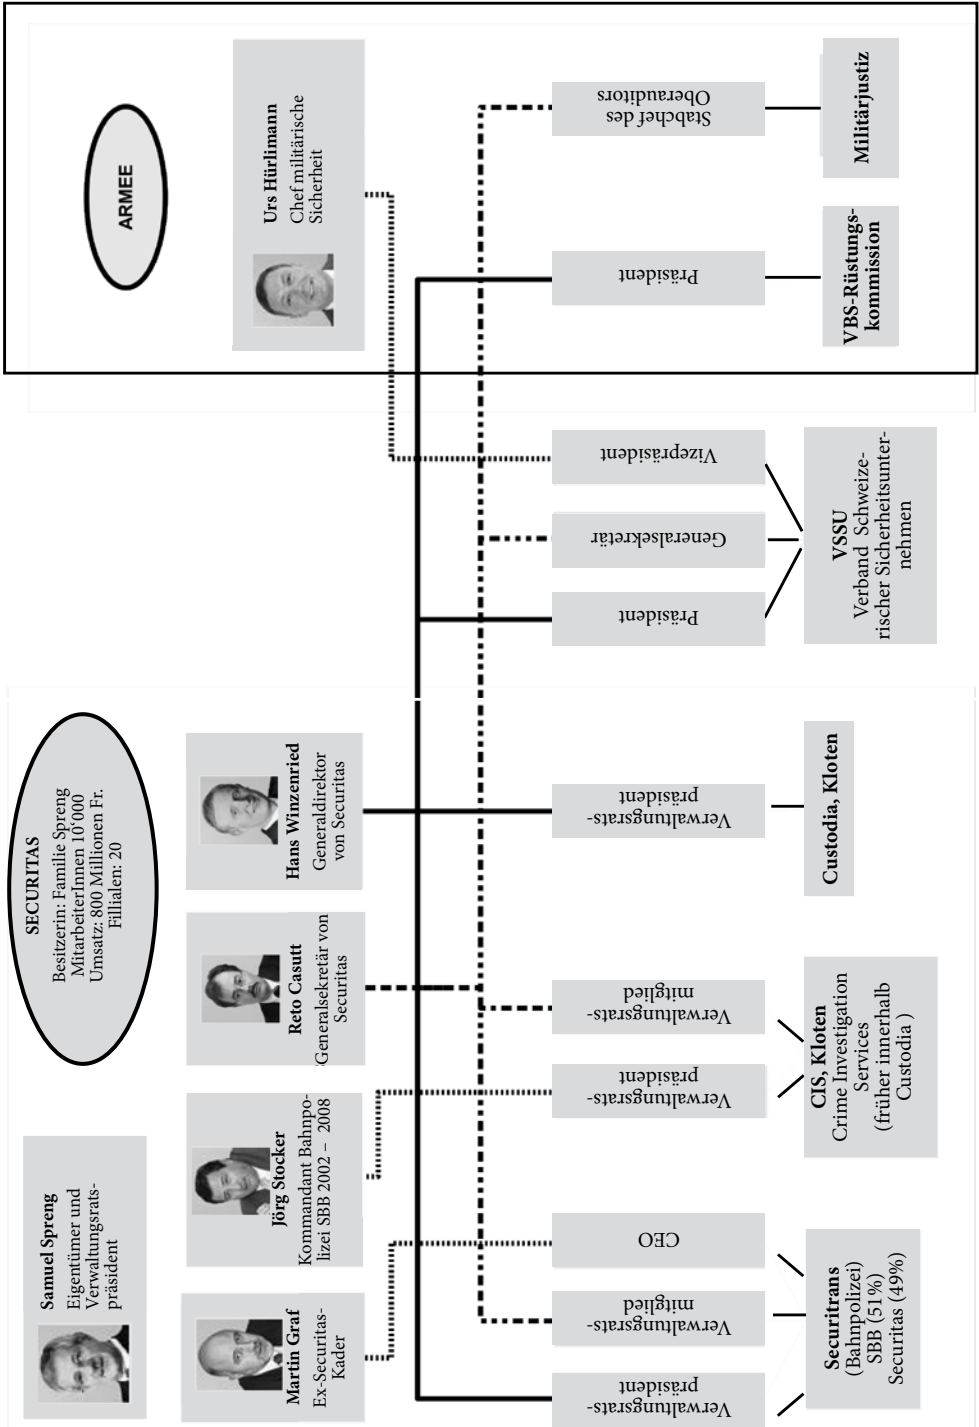 SECURITAS
Besitzerin: Familie Spreng
MitarbeiterInnen 10'000
Umsatz: 800 Millionen Fr.
Fillialen: 20
ARMEE
Samuel Spreng
Eigentümer und
Verwaltungsrats-
präsident
Martin Graf
Ex-Securitas-
Kader
Jörg Stocker
Kommandant Bahnpo-
lizei SBB 2002 – 2008
Reto Casutt
Generalsekretär von
Securitas
Hans Winzenried
Generaldirektor
von Securitas
Urs Hürlimann
Chef militärische
Sicherheit
Verwaltungsrats-
präsident
Verwaltungsrats-
mitglied
CEO
Verwaltungsrats-
präsident
Verwaltungsrats-
mitglied
Verwaltungsrats-
präsident
Präsident
Generalsekretär
Vizepräsident
Präsident
Stabchef des
Oberauditors
Securitrans
(Bahnpolizei)
SBB (51%)
Securitas (49%)
CIS, Kloten
Crime Investigation
Services
(früher innerhalb
Custodia )
Custodia, Kloten
VSSU
Verband Schweize-
rischer Sicherheitsunter-
nehmen
VBS-Rüstungs-
kommission
Militärjustiz